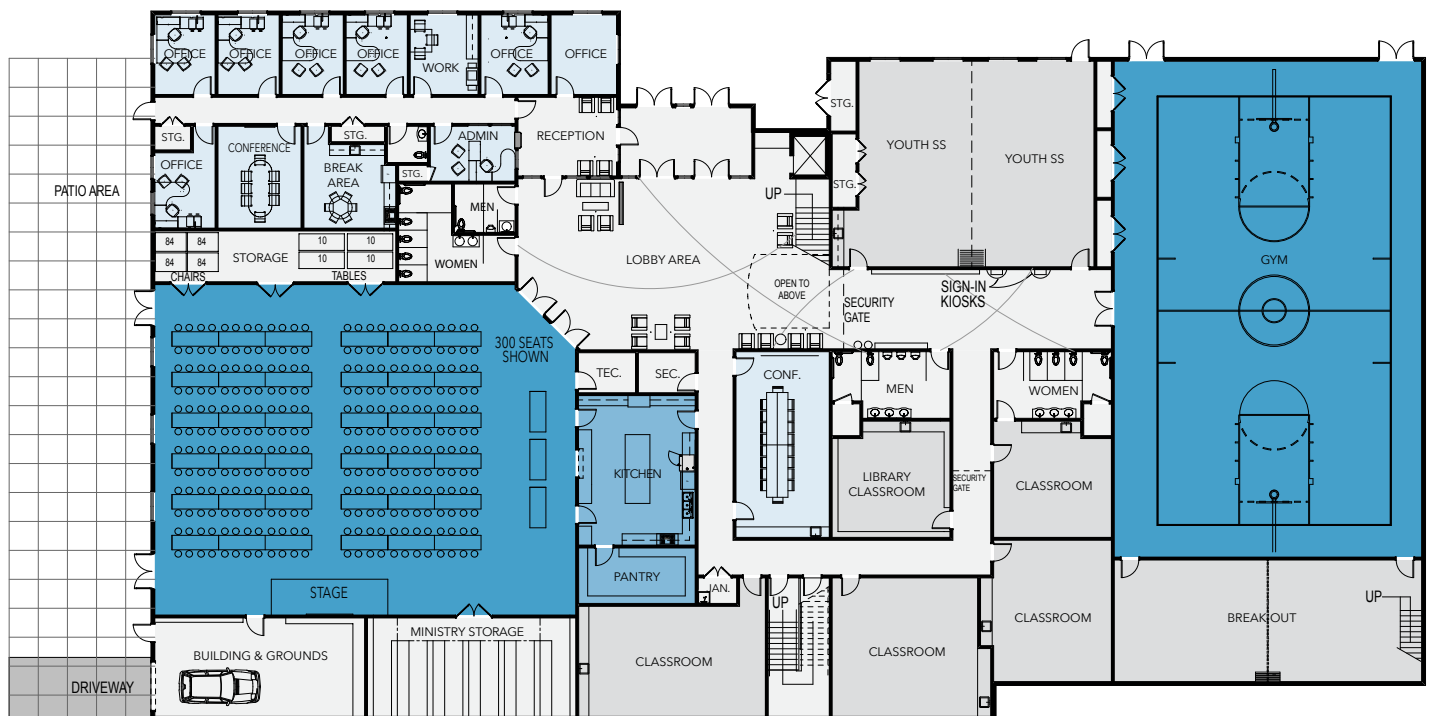 OFFICE
OFFICE
OFFICE
OFFICE
WORK
OFFICE
OFFICE
STG.
STG.
ADMIN
RECEPTION
CONFERENCE
OFFICE
BREAK
AREA
STG.
PATIO AREA
MEN
WOMEN
84
84
84
84
CHAIRS
STORAGE
10
10
10
10
TABLES
LOBBY AREA
UP
OPEN TO
ABOVE
STG.
STG.
YOUTH SS
YOUTH SS
SECURITY
GATE
SIGN-IN
KIOSKS
GYM
300 SEATS
SHOWN
TEC.
SEC.
CONF.
MEN
WOMEN
KITCHEN
LIBRARY
CLASSROOM
SECURITY
GATE
CLASSROOM
PANTRY
STAGE
JAN.
UP
CLASSROOM
BREAK OUT
UP
BUILDING & GROUNDS
MINISTRY STORAGE
CLASSROOM
CLASSROOM
DRIVEWAY